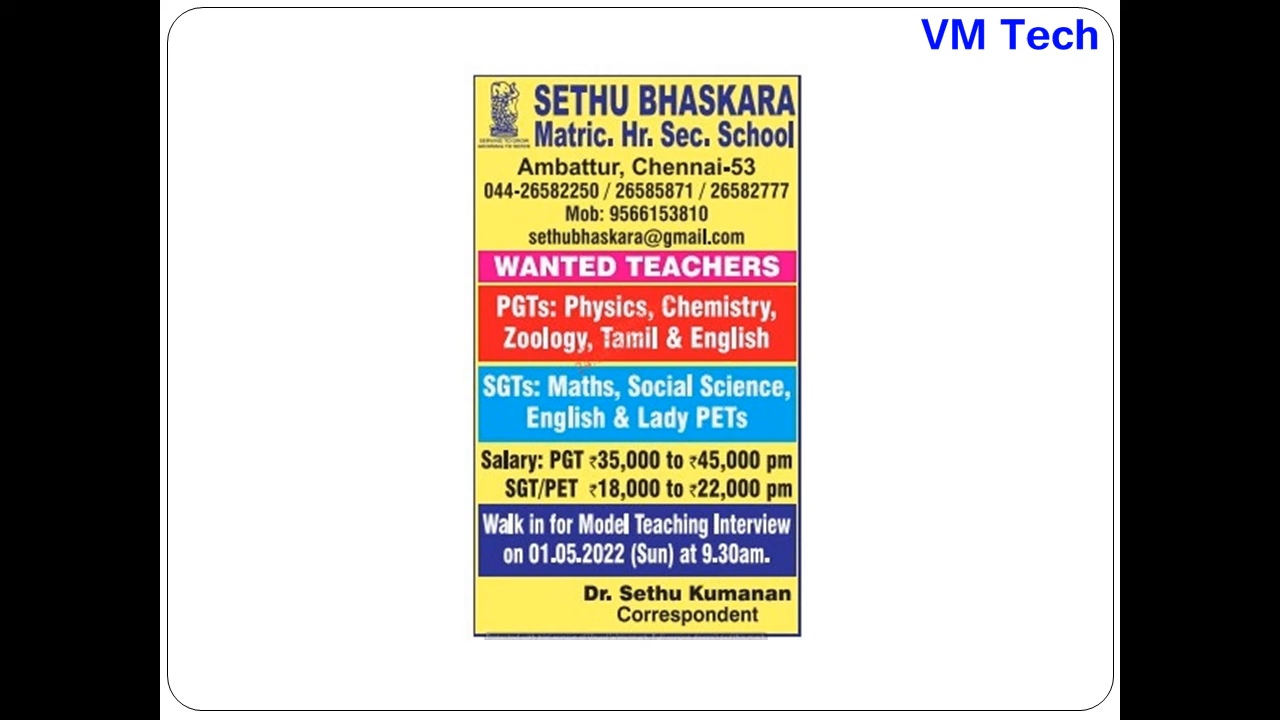 VM Tech
SETHU BHASKARA
Matric. Hr. Sec. School
Ambattur, Chennai-53
044-26582250 / 26585871 / 26582777
Mob: 9566153810
sethubhaskara@gmail.com
WANTED TEACHERS
PGTs: Physics, Chemistry,
Zoology, Tamil & English
SGTs: Maths, Social Science,
English & Lady PETs
Salary: PGT ₹35,000 to ₹45,000 pm
SGT/PET ₹18,000 to ₹22,000 pm
Walk in for Model Teaching Interview
on 01.05.2022 (Sun) at 9.30am.
Dr. Sethu Kumanan
Correspondent